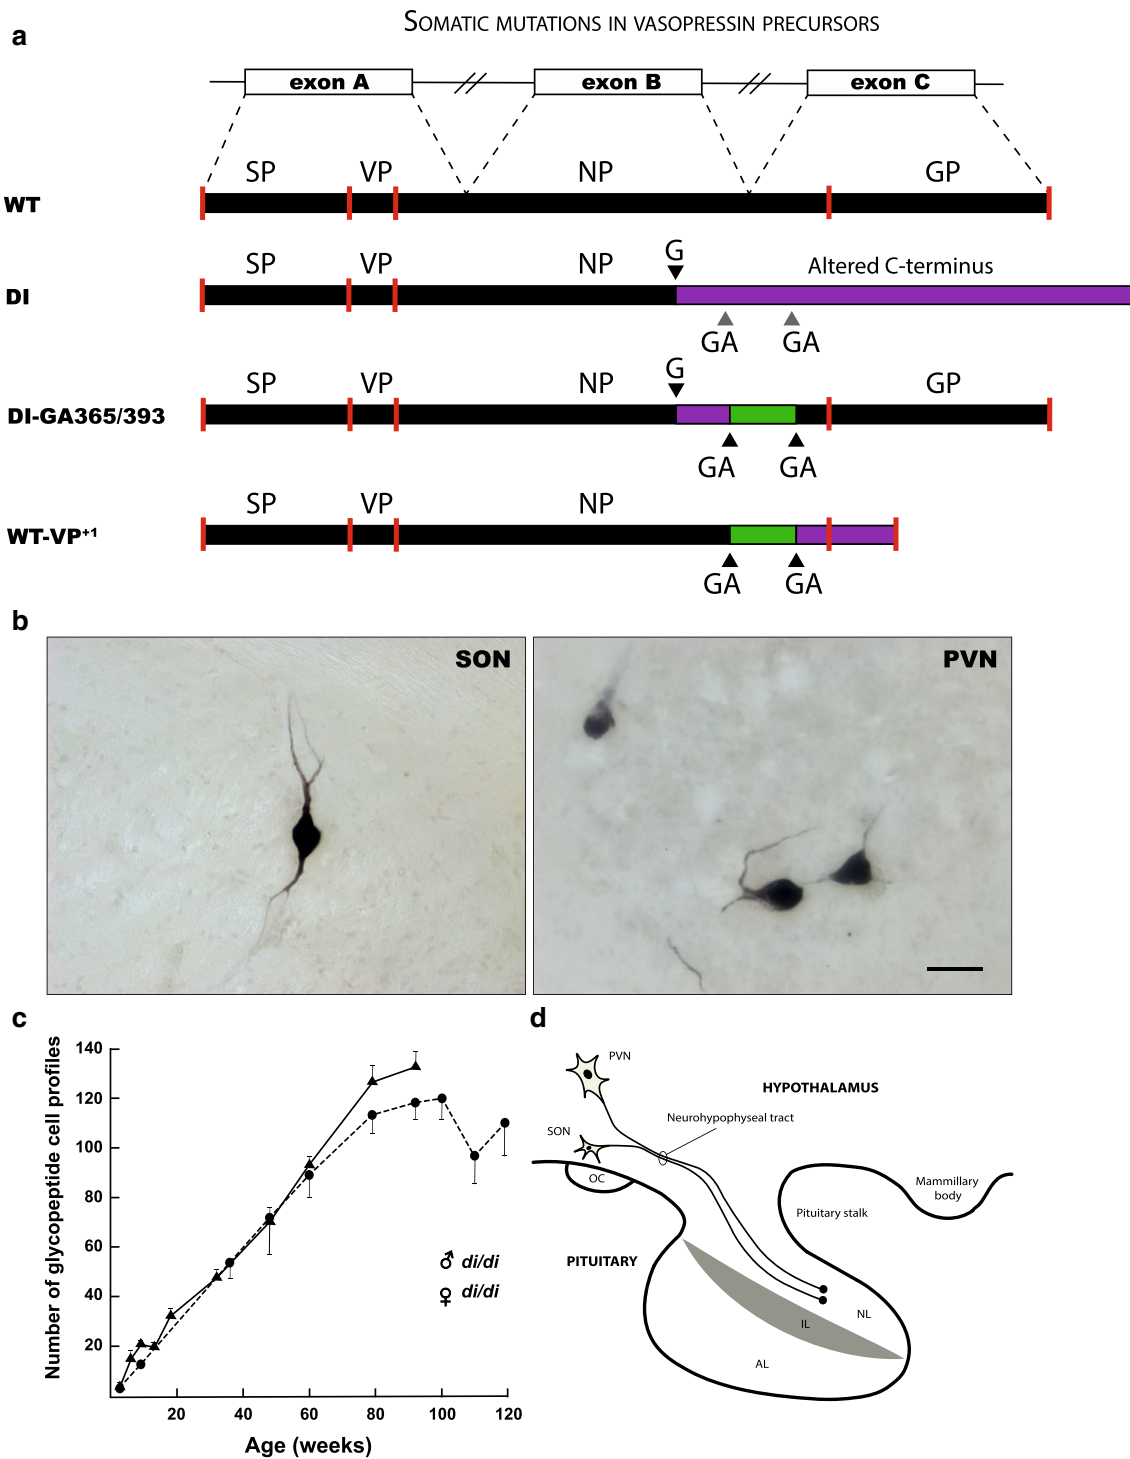 a
SOMATIC MUTATIONS IN VASOPRESSIN PRECURSORS
exon A exon B exon C
SP VP NP GP
WT
G
SP VP NP Altered C-terminus
DI
GA GA
G
SP VP NP GP
DI-GA365/393
GA GA
SP VP NP
WT-VP+1
GA GA
b
SON PVN
c
Number of glycopeptide cell profiles
140
120
100
80
60
40
20
♂ di/di
♀ di/di
20 40 60 80 100 120
Age (weeks)
d
PVN
HYPOTHALAMUS
Neurohypophyseal tract
SON
OC
Mammillary
body
Pituitary stalk
PITUITARY
NL
IL
AL